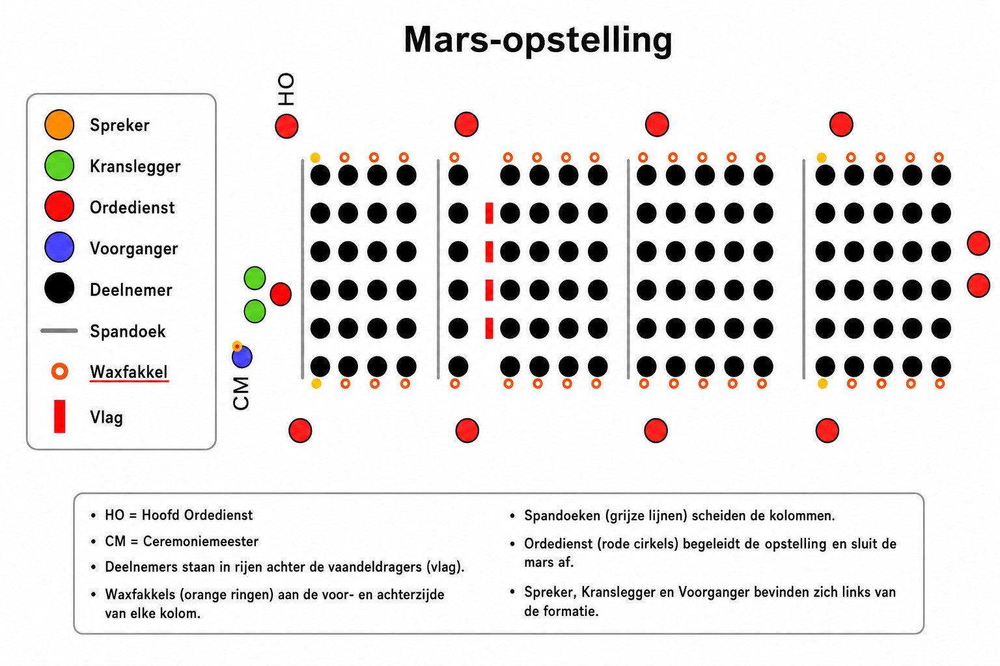 Mars-opstelling
HO
Spreker
Kranslegger
Ordedienst
Voorganger
Deelnemer
Spandoek
Waxfakkel
Vlag
CM
• HO = Hoofd Ordedienst
• CM = Ceremoniemeester
• Deelnemers staan in rijen achter de vaandeldragers (vlag).
• Waxfakkels (orange ringen) aan de voor- en achterzijde
van elke kolom.
• Spandoeken (grijze lijnen) scheiden de kolommen.
• Ordedienst (rode cirkels) begeleidt de opstelling en sluit de
mars af.
• Spreker, Kranslegger en Voorganger bevinden zich links van
de formatie.